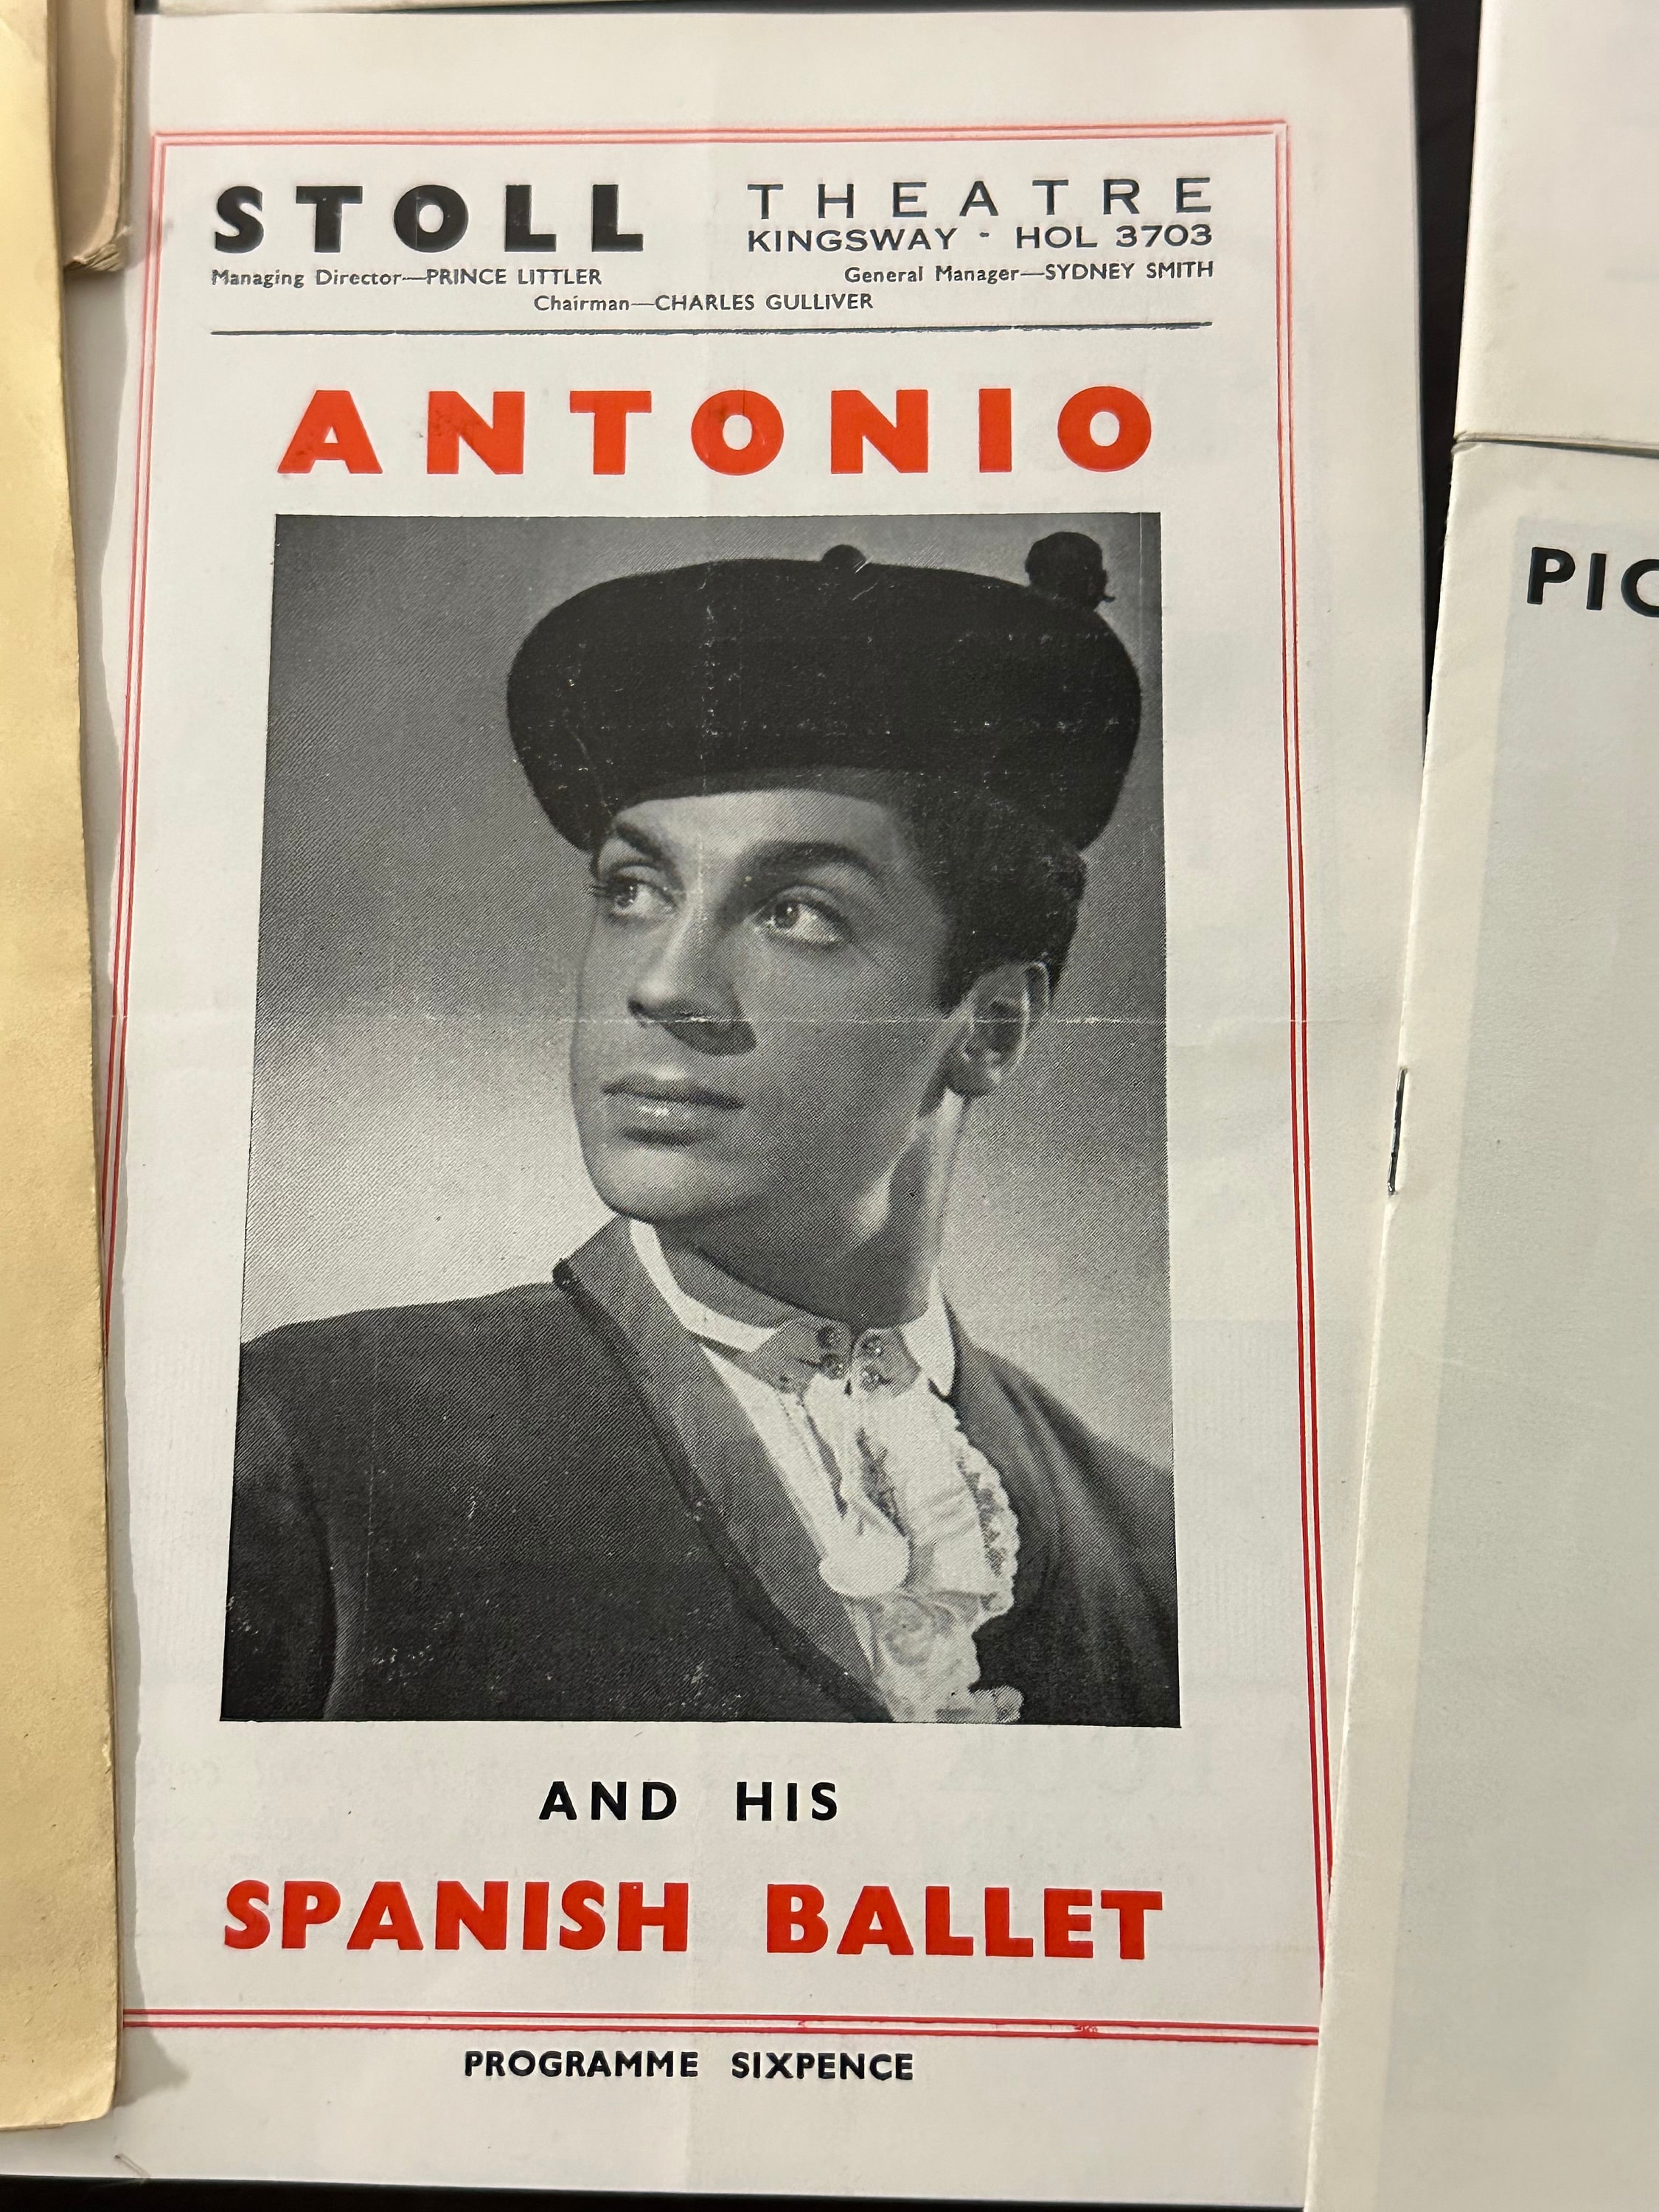 STOLL THEATRE
KINGSWAY - HOL 3703
Managing Director—PRINCE LITTLER General Manager—SYDNEY SMITH
Chairman—CHARLES GULLIVER
ANTONIO
AND HIS
SPANISH BALLET
PROGRAMME SIXPENCE
PIC